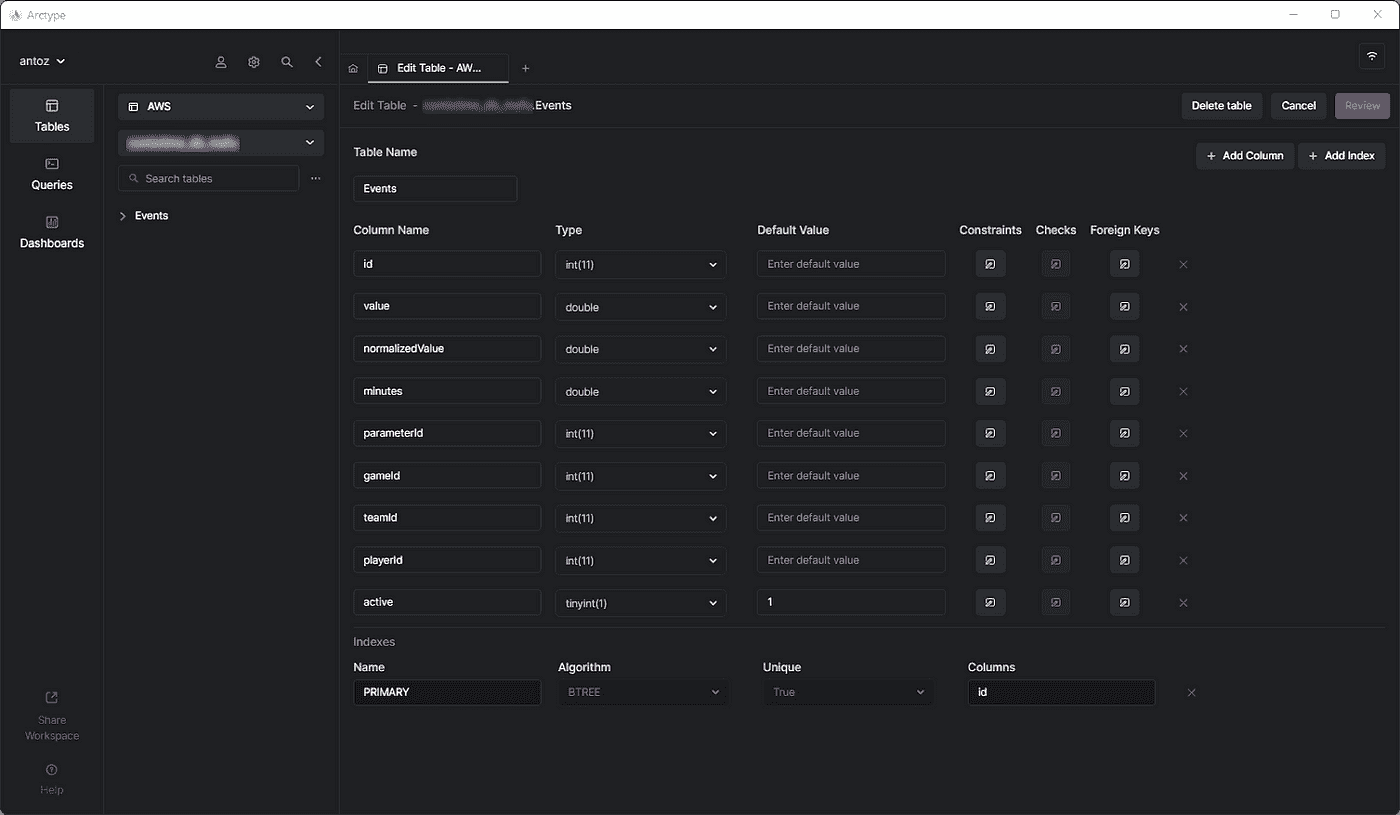 Arctype
antoz
Edit Table - AW...
Tables
Queries
Dashboards
Share
Workspace
Help
AWS
Search tables
Events
Edit Table - Events
Delete table
Cancel
Review
Table Name
Add Column
Add Index
Events
Column Name Type Default Value Constraints Checks Foreign Keys
id int(11) Enter default value
value double Enter default value
normalizedValue double Enter default value
minutes double Enter default value
parameterId int(11) Enter default value
gameId int(11) Enter default value
teamId int(11) Enter default value
playerId int(11) Enter default value
active tinyint(1) 1
Indexes
Name Algorithm Unique Columns
PRIMARY BTREE True id